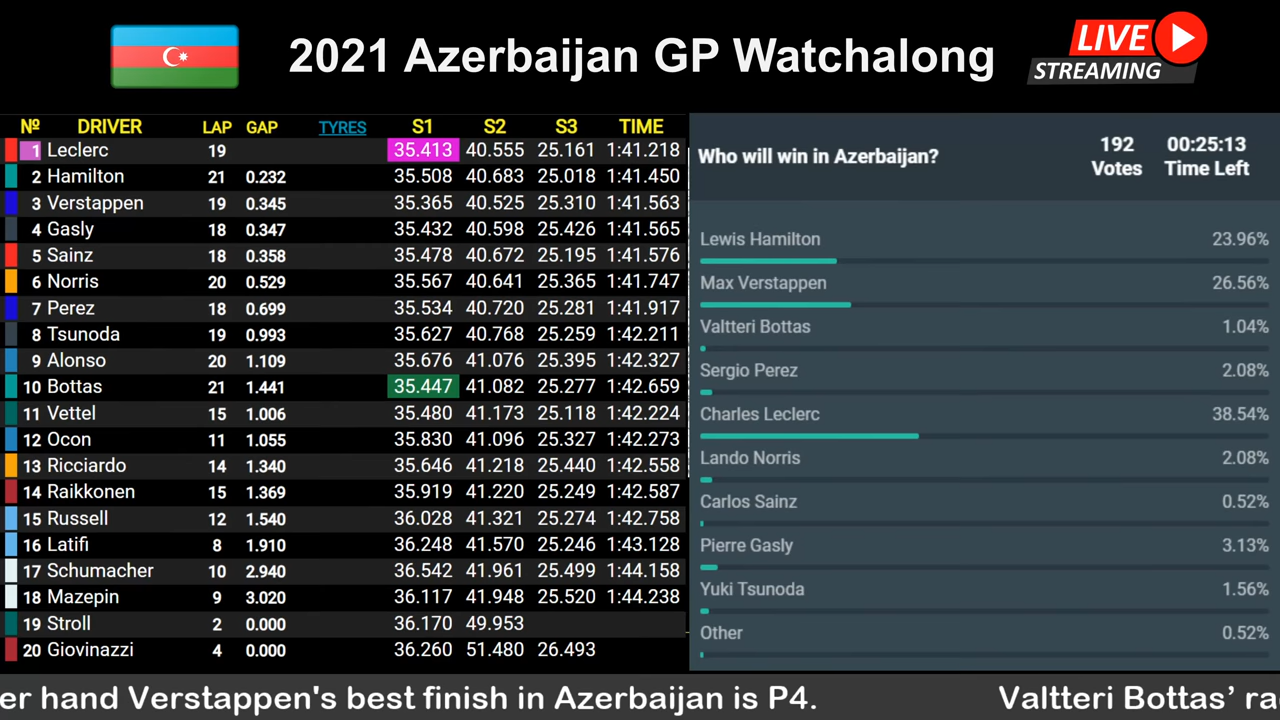 2021 Azerbaijan GP Watchalong
LIVE
STREAMING
Nº DRIVER LAP GAP TYRES S1 S2 S3 TIME
1 Leclerc 19 35.413 40.555 25.161 1:41.218
2 Hamilton 21 0.232 35.508 40.683 25.018 1:41.450
3 Verstappen 19 0.345 35.365 40.525 25.310 1:41.563
4 Gasly 18 0.347 35.432 40.598 25.426 1:41.565
5 Sainz 18 0.358 35.478 40.672 25.195 1:41.576
6 Norris 20 0.529 35.567 40.641 25.365 1:41.747
7 Perez 18 0.699 35.534 40.720 25.281 1:41.917
8 Tsunoda 19 0.993 35.627 40.768 25.259 1:42.211
9 Alonso 20 1.109 35.676 41.076 25.395 1:42.327
10 Bottas 21 1.441 35.447 41.082 25.277 1:42.659
11 Vettel 15 1.006 35.480 41.173 25.118 1:42.224
12 Ocon 11 1.055 35.830 41.096 25.327 1:42.273
13 Ricciardo 14 1.340 35.646 41.218 25.440 1:42.558
14 Raikkonen 15 1.369 35.919 41.220 25.249 1:42.587
15 Russell 12 1.540 36.028 41.321 25.274 1:42.758
16 Latifi 8 1.910 36.248 41.570 25.246 1:43.128
17 Schumacher 10 2.940 36.542 41.961 25.499 1:44.158
18 Mazepin 9 3.020 36.117 41.948 25.520 1:44.238
19 Stroll 2 0.000 36.170 49.953
20 Giovinazzi 4 0.000 36.260 51.480 26.493
Who will win in Azerbaijan?
192 00:25:13
Votes Time Left
Lewis Hamilton 23.96%
Max Verstappen 26.56%
Valtteri Bottas 1.04%
Sergio Perez 2.08%
Charles Leclerc 38.54%
Lando Norris 2.08%
Carlos Sainz 0.52%
Pierre Gasly 3.13%
Yuki Tsunoda 1.56%
Other 0.52%
er hand Verstappen's best finish in Azerbaijan is P4. Valtteri Bottas’ ra